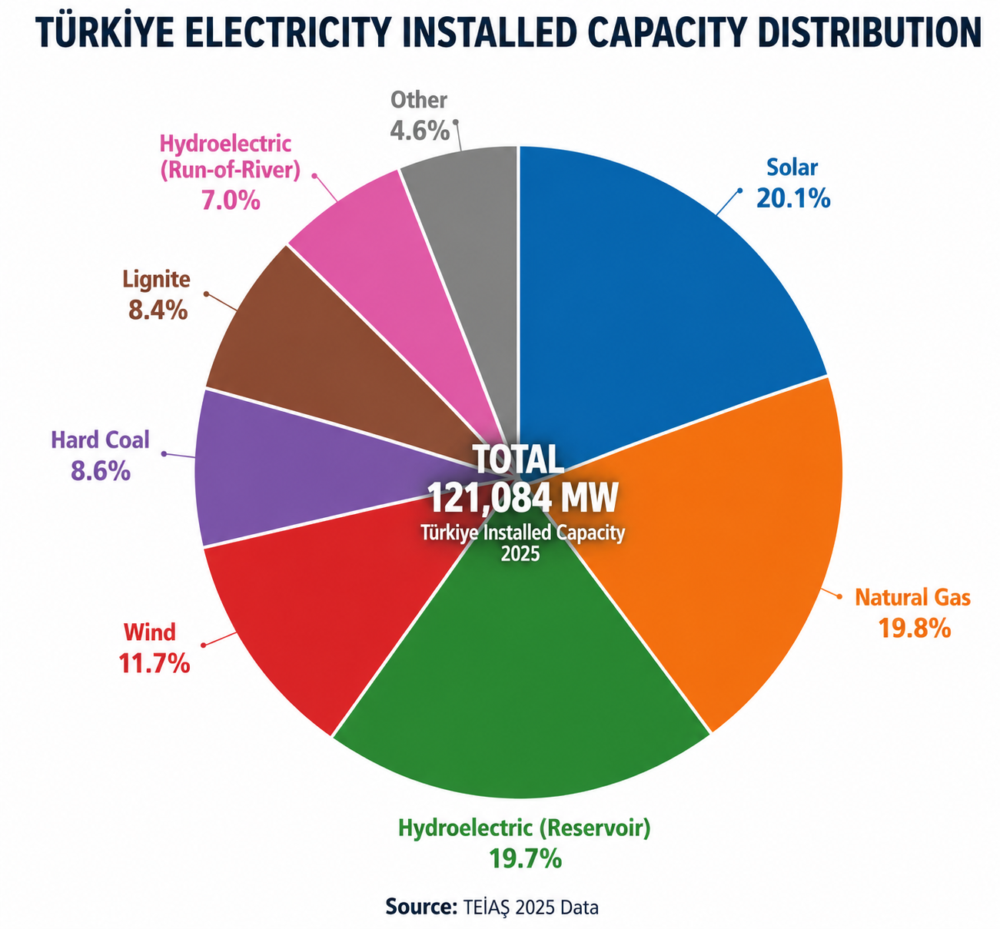 TÜRKİYE ELECTRICITY INSTALLED CAPACITY DISTRIBUTION
Other
4.6%
Hydroelectric
(Run-of-River)
7.0%
Solar
20.1%
Lignite
8.4%
Hard Coal
8.6%
TOTAL
121,084 MW
Türkiye Installed Capacity
2025
Natural Gas
19.8%
Wind
11.7%
Hydroelectric (Reservoir)
19.7%
Source: TEİAŞ 2025 Data